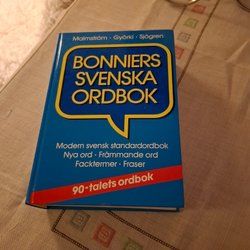 Malmström · Györki · Sjögren
BONNIERS
SVENSKA
ORDBOK
Modern svensk standardordbok
Nya ord · Främmande ord
Facktermer · Fraser
90-talets ordbok